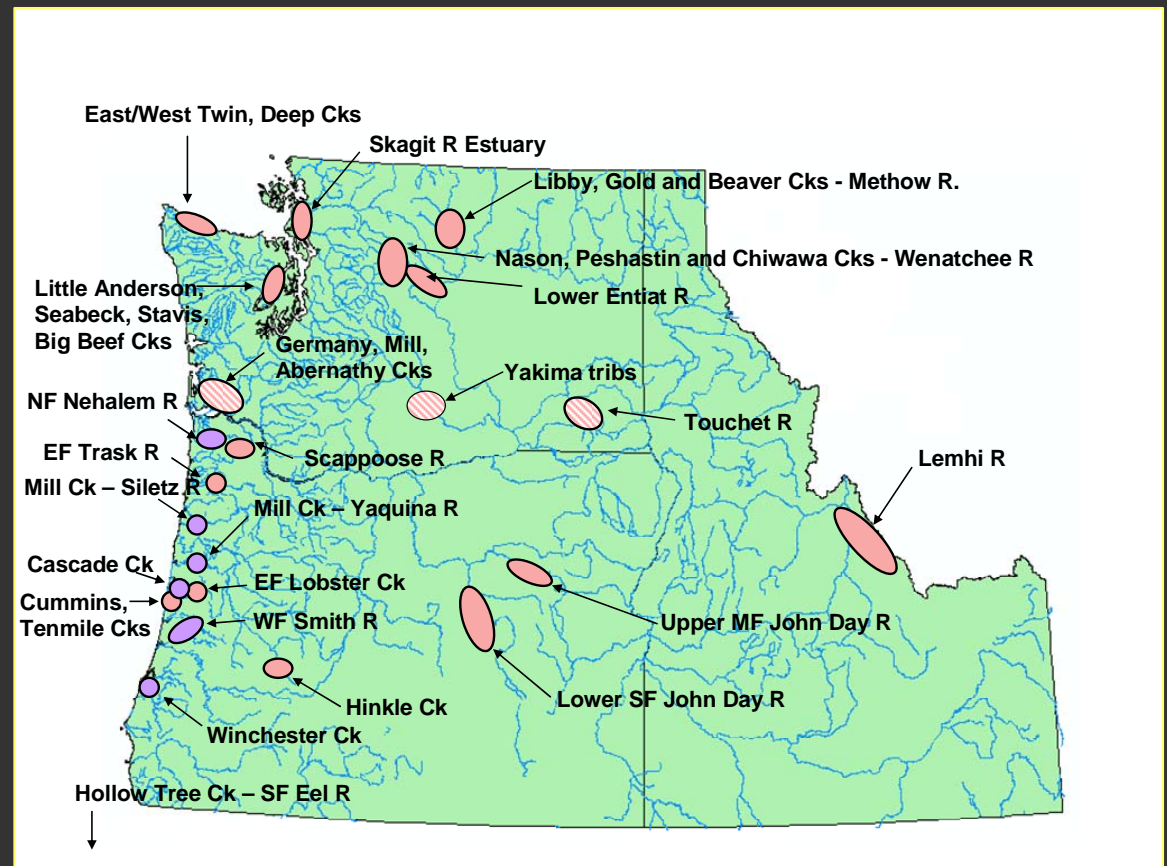 East/West Twin, Deep Cks
Skagit R Estuary
Libby, Gold and Beaver Cks - Methow R.
Nason, Peshastin and Chiwawa Cks - Wenatchee R
Lower Entiat R
Little Anderson,
Seabeck, Stavis,
Big Beef Cks
Germany, Mill,
Abernathy Cks
Yakima tribs
NF Nehalem R
Touchet R
EF Trask R
Scappoose R
Lemhi R
Mill Ck – Siletz R
Mill Ck – Yaquina R
Cascade Ck
EF Lobster Ck
Cummins,
Tenmile Cks
WF Smith R
Upper MF John Day R
Lower SF John Day R
Hinkle Ck
Winchester Ck
Hollow Tree Ck – SF Eel R